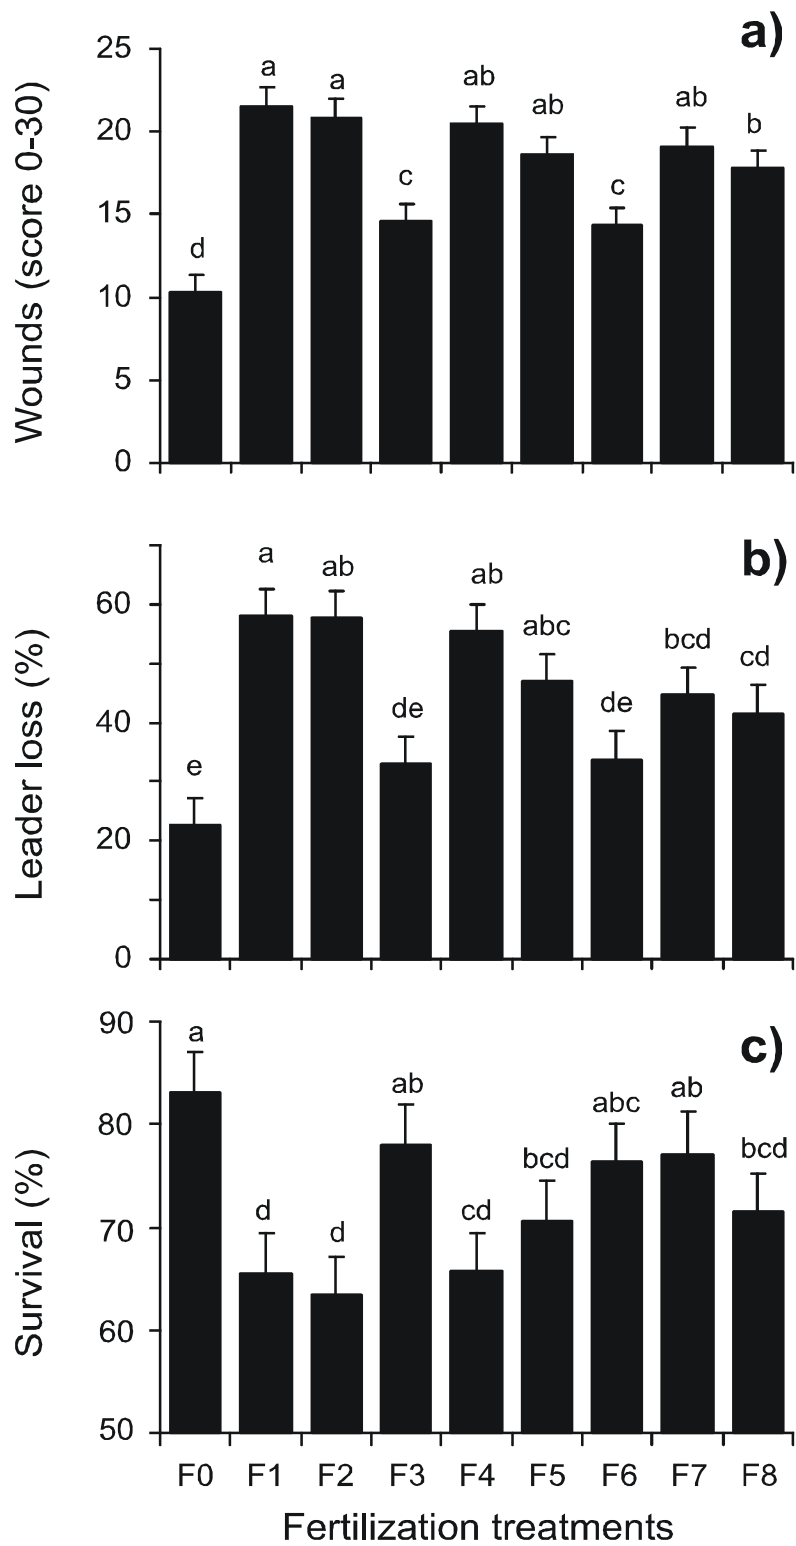 a)
Wounds (score 0-30)
25
20
15
10
5
0
d
a
a
c
ab
ab
c
ab
b
b)
Leader loss (%)
60
40
20
0
e
a
ab
de
ab
abc
de
bcd
cd
c)
Survival (%)
90
80
70
60
50
a
d
d
ab
cd
bcd
abc
ab
bcd
F0 F1 F2 F3 F4 F5 F6 F7 F8
Fertilization treatments